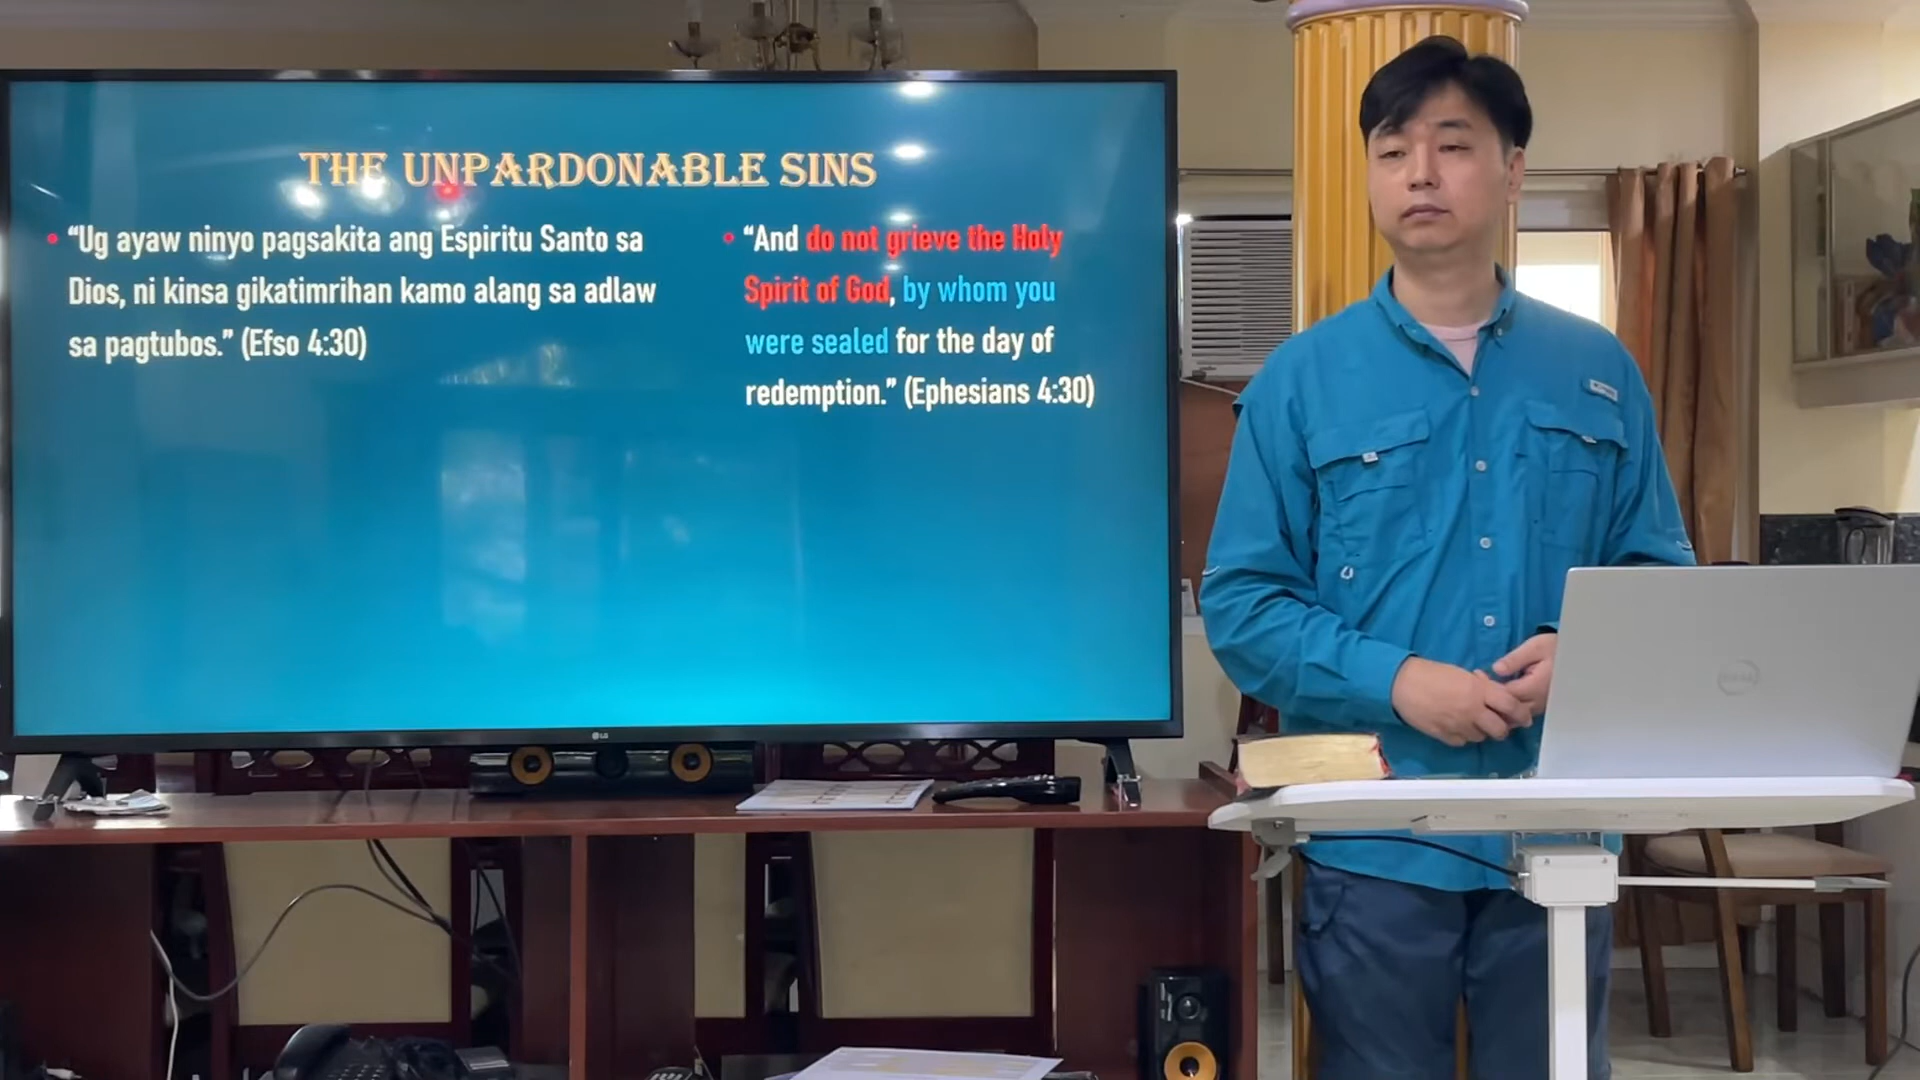 THE UNPARDONABLE SINS
“Ug ayaw ninyo pagsakita ang Espiritu Santo sa
Dios, ni kinsa gikatimrihan kamo alang sa adlaw
sa pagtubos.” (Efso 4:30)
“And do not grieve the Holy
Spirit of God, by whom you
were sealed for the day of
redemption.” (Ephesians 4:30)
LG